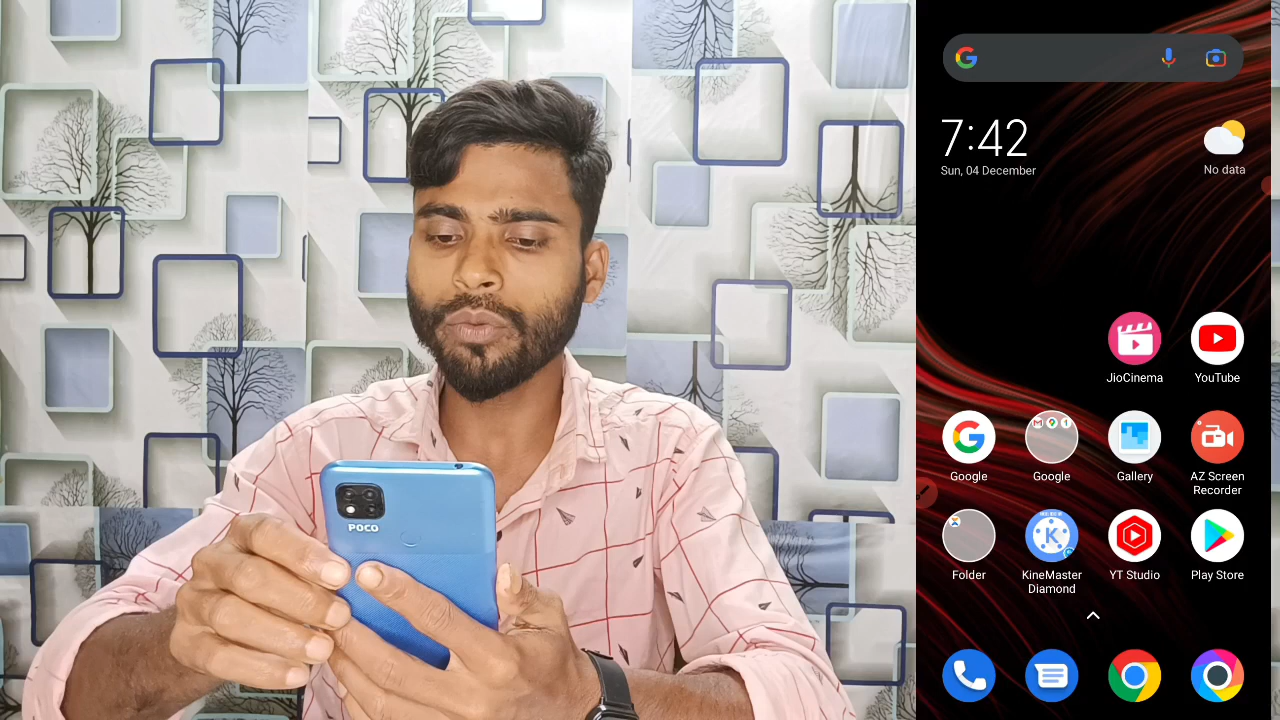 POCO
7:42
Sun, 04 December
No data
JioCinema
YouTube
Google
Google
Gallery
AZ Screen
Recorder
Folder
KineMaster
Diamond
YT Studio
Play Store